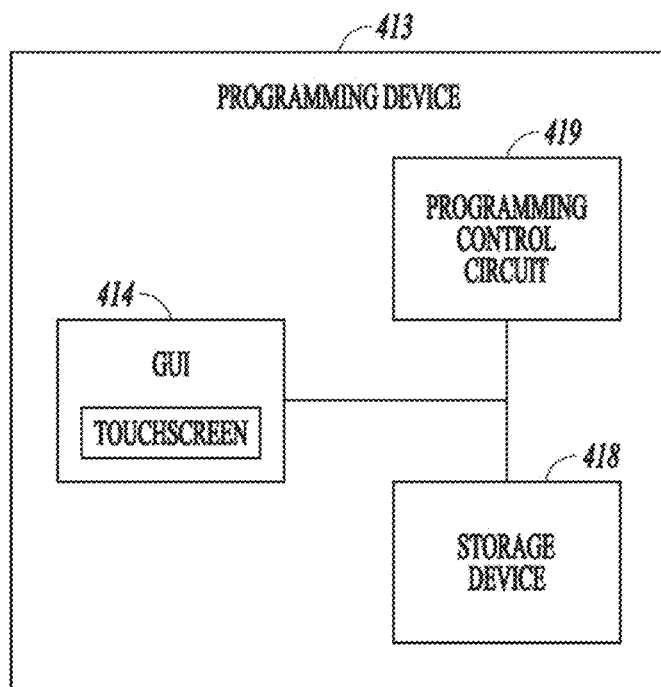 413
PROGRAMMING DEVICE
419
PROGRAMMING
CONTROL
CIRCUIT
414
GUI
TOUCHSCREEN
418
STORAGE
DEVICE